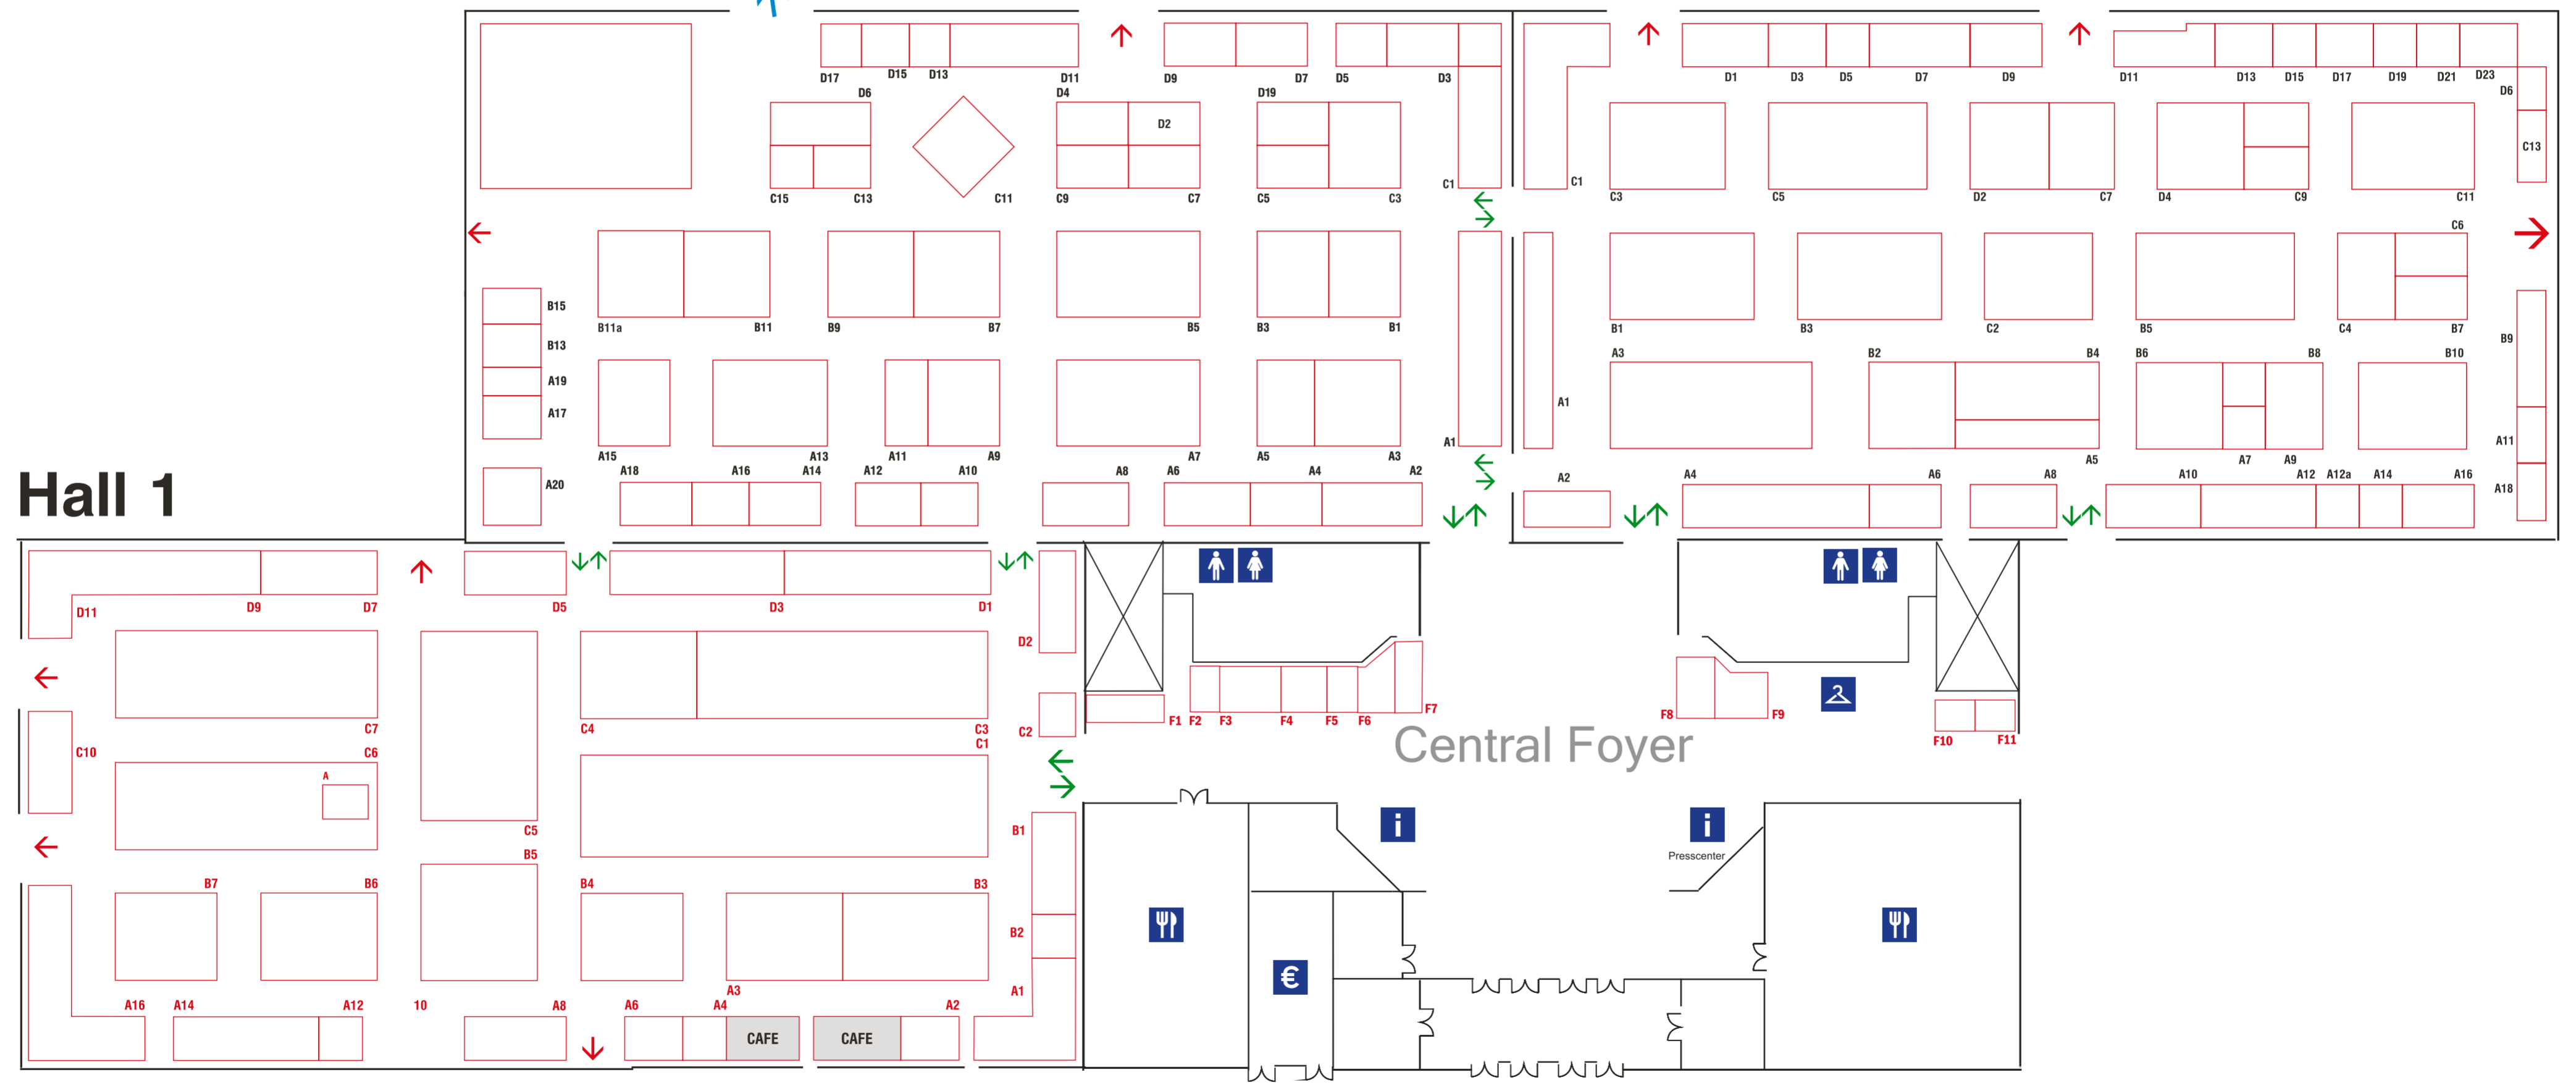 D17 D15 D13 D11 D9 D7 D5 D3
D1 D3 D5 D7 D9 D11 D13 D15 D17 D19 D21 D23
D6 D4 D2 D19
D6
C13
C15 C13 C11 C9 C7 C5 C3 C1
C1 C3 C5 D2 C7 D4 C9 C11
C6
B15
B11a B11 B9 B7 B5 B3 B1
B1 B3 C2 B5 C4 B7
B13
B9
A3 B2 B4 B6 B8 B10
A19
A17
A1
A1
A11
A15 A13 A11 A9 A7 A5 A3
A5 A7 A9
A18 A16 A14 A12 A10 A8 A6 A4 A2
A2 A4 A6 A8 A10 A12 A12a A14 A16
A20
A18
Hall 1
D11 D9 D7 D5 D3 D1
D2
C7 C4 C3 C2
C10 C6 C1
A
F1 F2 F3 F4 F5 F6 F7
F8 F9 F10 F11
Central Foyer
i
i
Presscenter
C5 B1
B5
B7 B6 B4 B3
B2
€
A3 A1
A16 A14 A12 10 A8 A6 A4 A2
CAFE CAFE